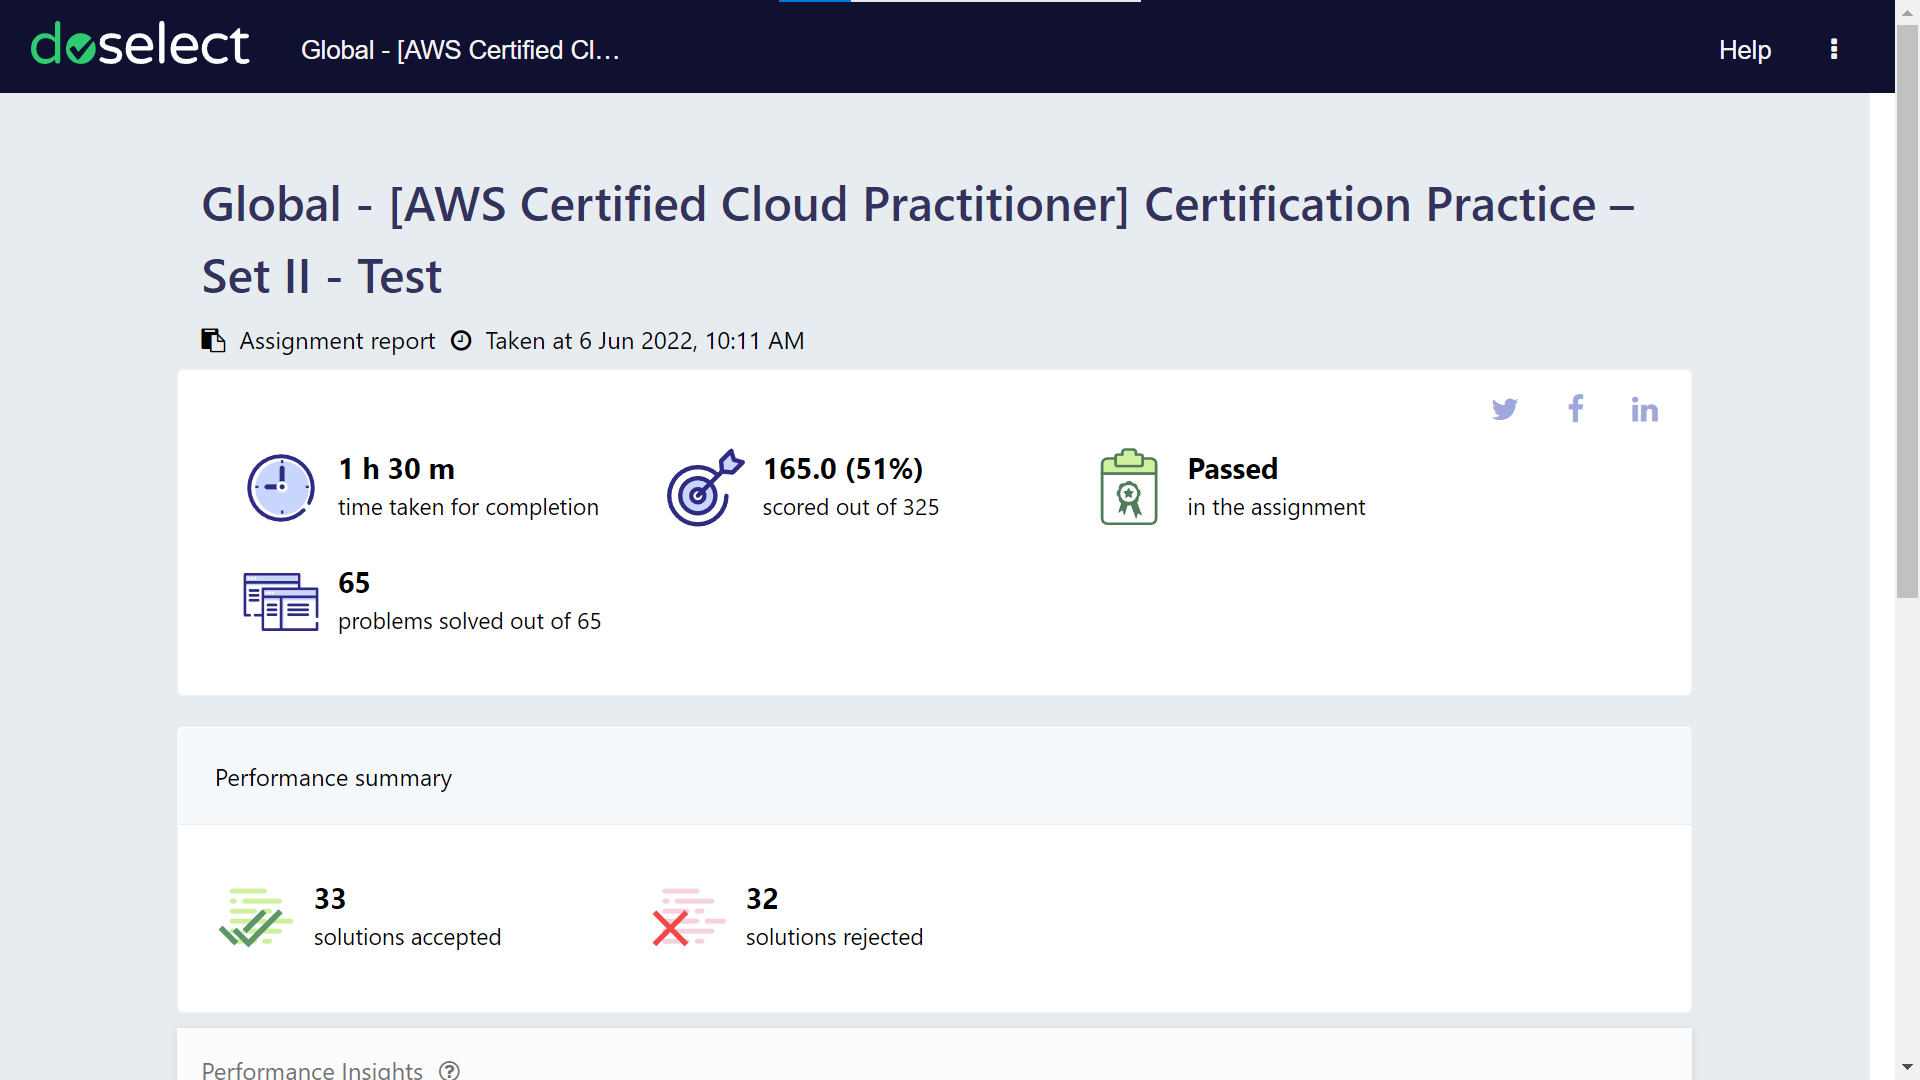 doselect
Global - [AWS Certified Cl...
Help
Global - [AWS Certified Cloud Practitioner] Certification Practice –
Set II - Test
Assignment report Taken at 6 Jun 2022, 10:11 AM
1 h 30 m
time taken for completion
165.0 (51%)
scored out of 325
Passed
in the assignment
65
problems solved out of 65
Performance summary
33
solutions accepted
32
solutions rejected
Performance Insights